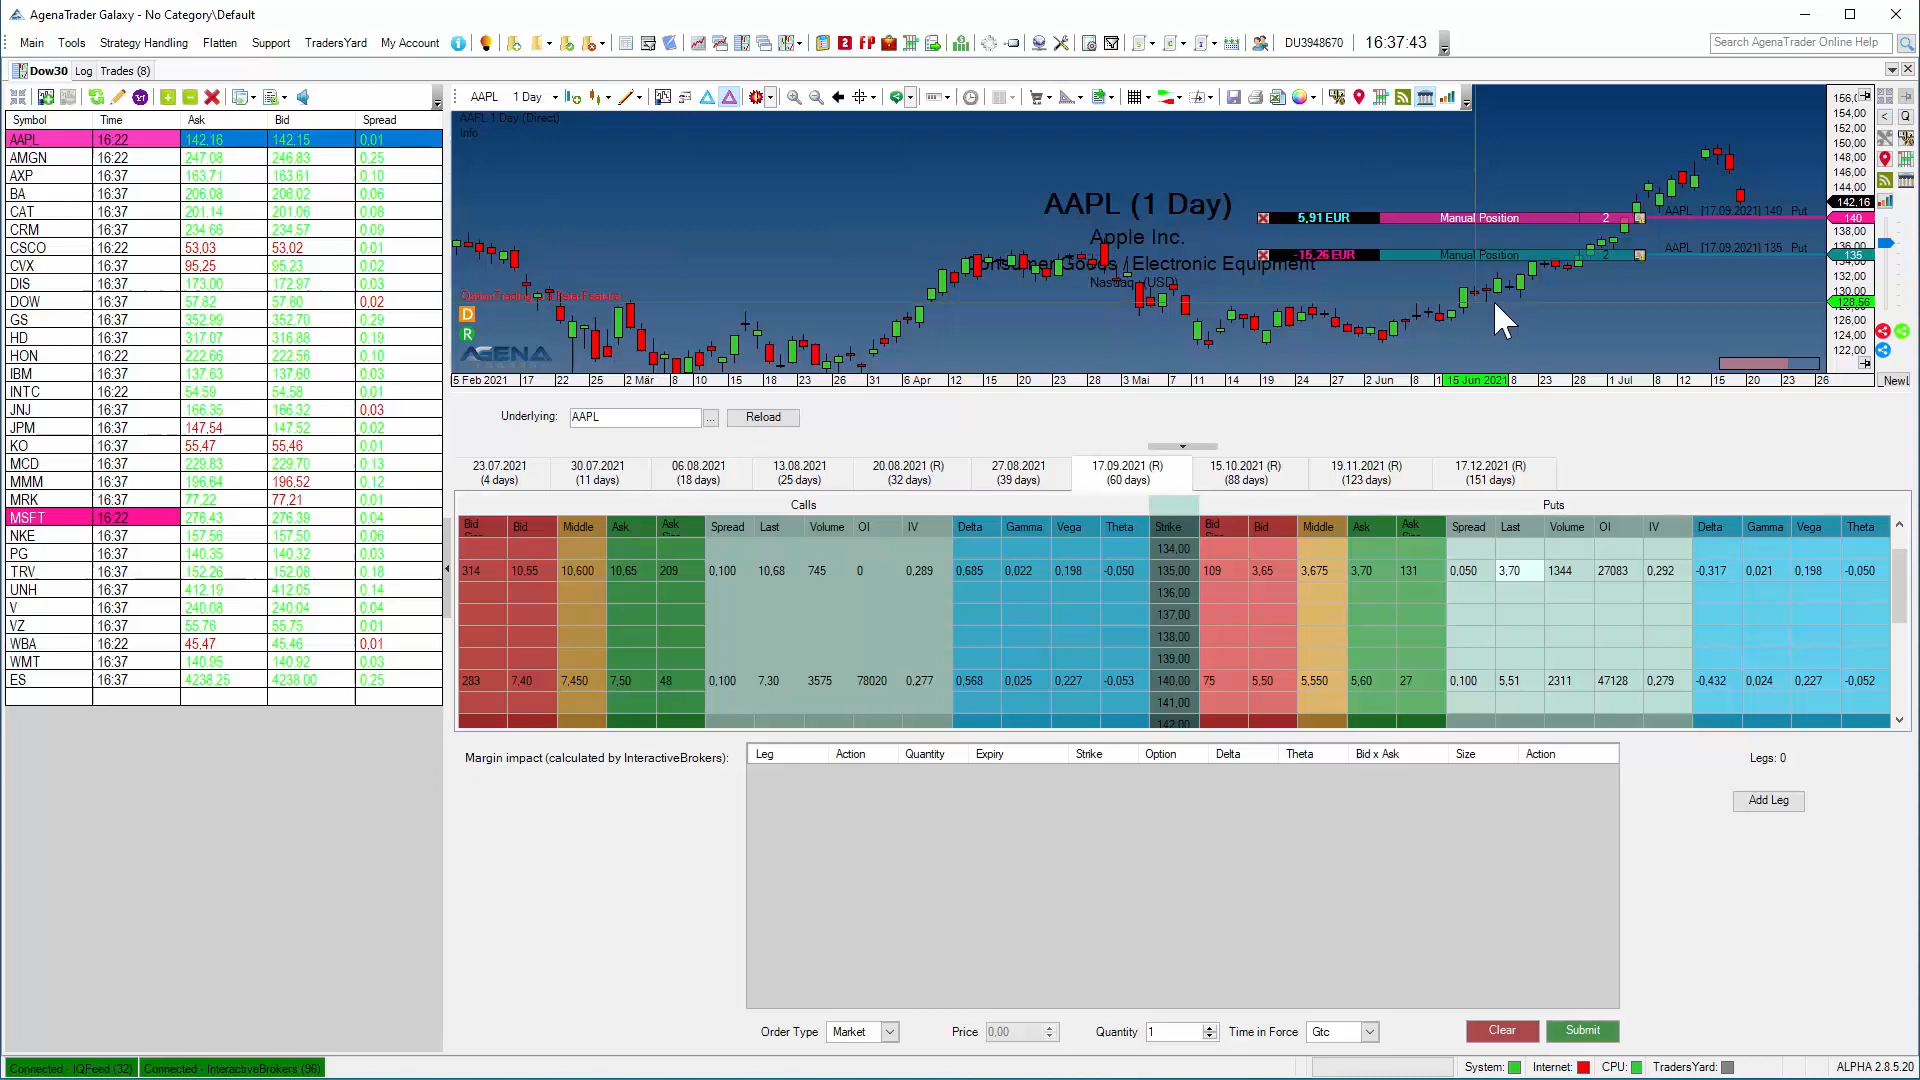 AgenaTrader Galaxy - No Category\Default
Main Tools Strategy Handling Flatten Support TradersYard My Account DU3948670 16:37:43 Search AgenaTrader Online Help
Dow30 Log Trades (8)
AAPL 1 Day
Symbol Time Ask Bid Spread
AAPL 16:22 142.16 142.15 0.01
AMGN 16:22 247.08 246.83 0.25
AXP 16:37 163.71 163.61 0.10
BA 16:37 206.08 206.02 0.06
CAT 16:37 201.14 201.06 0.08
CRM 16:37 234.66 234.57 0.09
CSCO 16:22 53,03 53,02 0.01
CVX 16:37 95,25 95.23 0.02
DIS 16:37 173.00 172.97 0.03
DOW 16:37 57.82 57.80 0,02
GS 16:37 352.99 352.70 0.29
HD 16:37 317.07 316.88 0.19
HON 16:22 222.66 222.56 0.10
IBM 16:37 137.63 137.60 0.03
INTC 16:37 54.59 54.58 0.01
JNJ 16:37 166.35 166.32 0,03
JPM 16:37 147,54 147.52 0.02
KO 16:37 55,47 55,46 0.01
MCD 16:37 229.83 229.70 0.13
MMM 16:37 196.64 196,52 0.12
MRK 16:37 77,22 77,21 0.01
MSFT 16:22 276.43 276.39 0.04
NKE 16:37 157.56 157.50 0.06
PG 16:37 140.35 140.32 0.03
TRV 16:37 152.26 152.08 0.18
UNH 16:37 412.19 412.05 0.14
V 16:37 240.08 240.04 0.04
VZ 16:37 55.76 55.75 0.01
WBA 16:22 45,47 45.46 0,01
WMT 16:37 140.95 140.92 0.03
ES 16:37 4238.25 4238.00 0.25
AAPL 1 Day (Direct)
Info
AAPL (1 Day)
Apple Inc.
Consumer Goods / Electronic Equipment
Nasdaq (USD)
5,91 EUR Manual Position 2 AAPL [17.09.2021] 140 Put
-15,26 EUR Manual Position 2 AAPL [17.09.2021] 135 Put
D
R
AGENA
154,00
152,00
150,00
148,00
146,00
144,00
142,16
140
138,00
136,00
135
132,00
130,00
128,56
126,00
124,00
122,00
5 Feb 2021 17 22 25 2 Mär 8 10 15 18 23 26 31 6 Apr 12 15 20 23 28 3 Mai 7 11 14 19 24 27 2 Jun 8 15 Jun 2021 8 23 28 1 Jul 8 12 15 20 23 26 NewL
Underlying: AAPL ... Reload
23.07.2021 30.07.2021 06.08.2021 13.08.2021 20.08.2021 (R) 27.08.2021 17.09.2021 (R) 15.10.2021 (R) 19.11.2021 (R) 17.12.2021 (R)
(4 days) (11 days) (18 days) (25 days) (32 days) (39 days) (60 days) (88 days) (123 days) (151 days)
Calls Puts
Bid Bid Middle Ask Ask Spread Last Volume OI IV Delta Gamma Vega Theta Strike Bid Bid Middle Ask Ask Spread Last Volume OI IV Delta Gamma Vega Theta
134,00
314 10,55 10,600 10,65 209 0,100 10,68 745 0 0,289 0,685 0,022 0,198 -0,050 135,00 109 3,65 3,675 3,70 131 0,050 3,70 1344 27083 0,292 -0,317 0,021 0,198 -0,050
136,00
137,00
138,00
139,00
283 7,40 7,450 7,50 48 0,100 7,30 3575 78020 0,277 0,568 0,025 0,227 -0,053 140,00 75 5,50 5,550 5,60 27 0,100 5,51 2311 47128 0,279 -0,432 0,024 0,227 -0,052
141,00
142,00
Margin impact (calculated by InteractiveBrokers): Leg Action Quantity Expiry Strike Option Delta Theta Bid x Ask Size Action Legs: 0
Add Leg
Order Type Market Price 0,00 Quantity 1 Time in Force Gtc Clear Submit
Connected - IQFeed (32) Connected - InteractiveBrokers (96) System: Internet: CPU: TradersYard: ALPHA 2.8.5.20